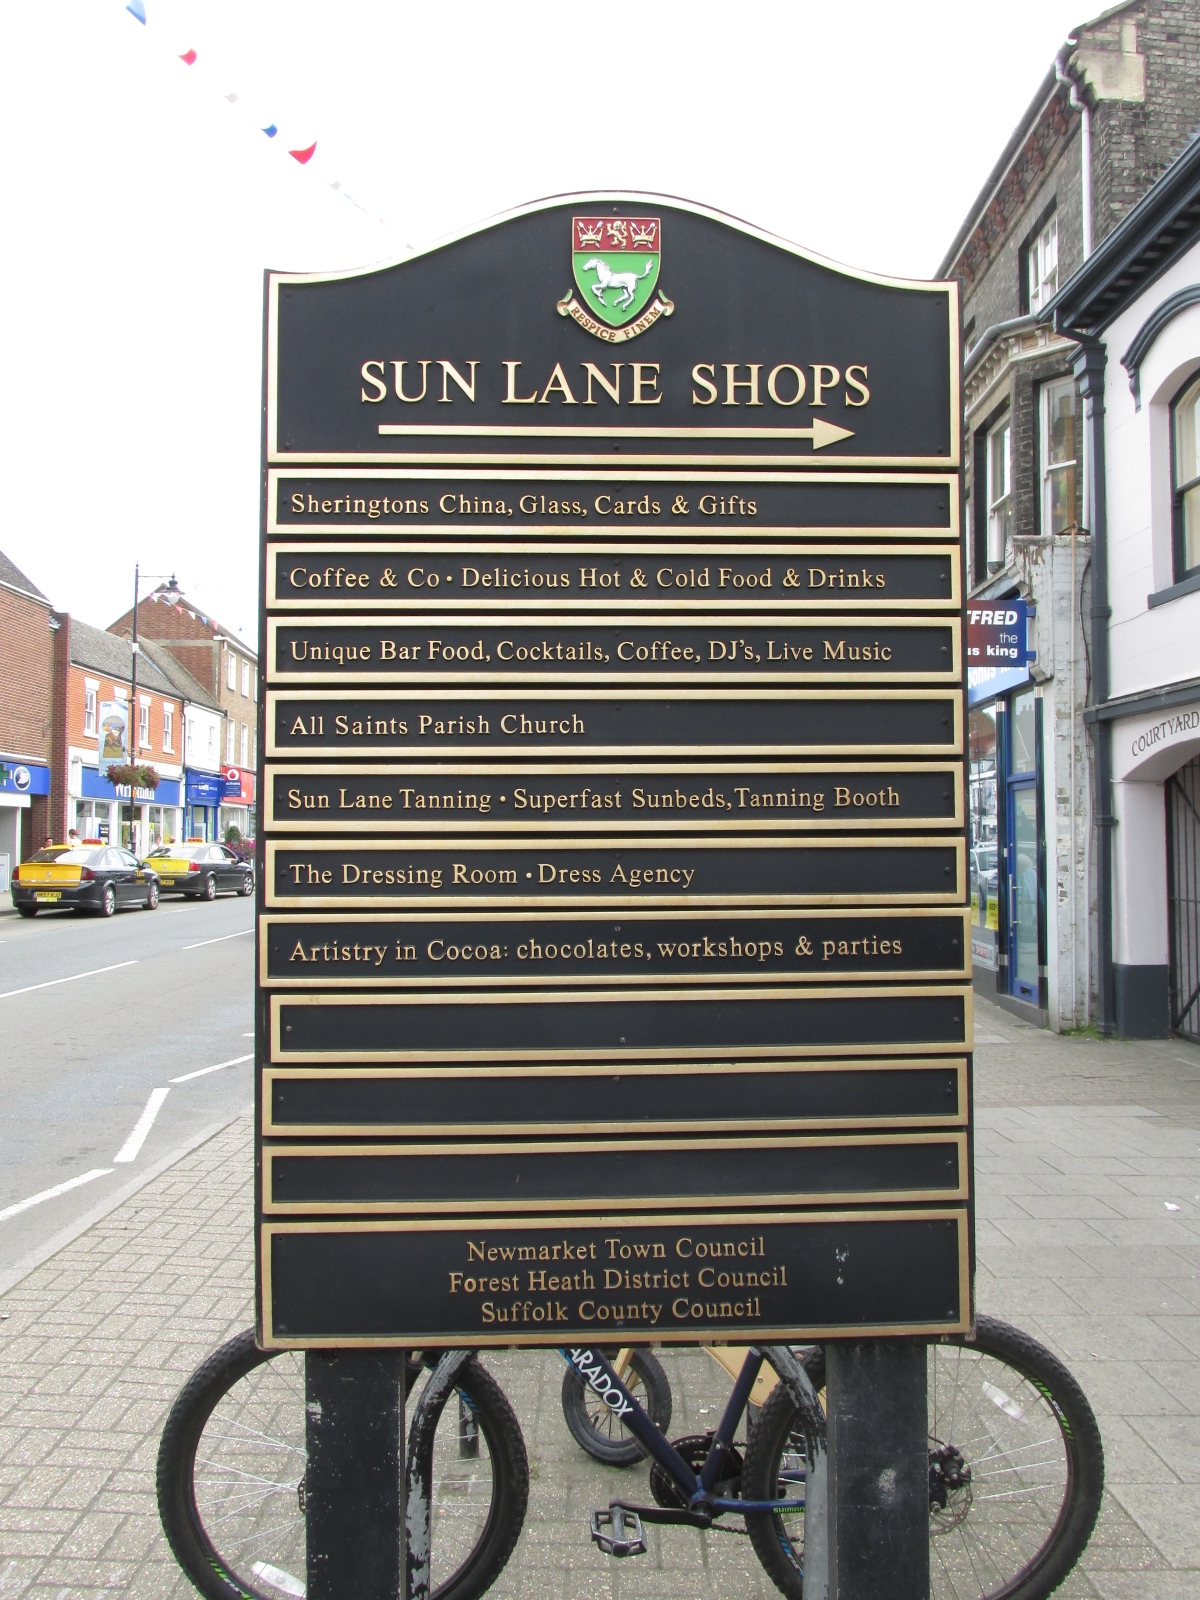 RESPICE FINEM
SUN LANE SHOPS
Sheringtons China, Glass, Cards & Gifts
Coffee & Co • Delicious Hot & Cold Food & Drinks
Unique Bar Food, Cocktails, Coffee, DJ's, Live Music
All Saints Parish Church
Sun Lane Tanning • Superfast Sunbeds, Tanning Booth
The Dressing Room • Dress Agency
Artistry in Cocoa: chocolates, workshops & parties
Newmarket Town Council
Forest Heath District Council
Suffolk County Council
TFRED
the
us king
COURTYARD
ARADOX